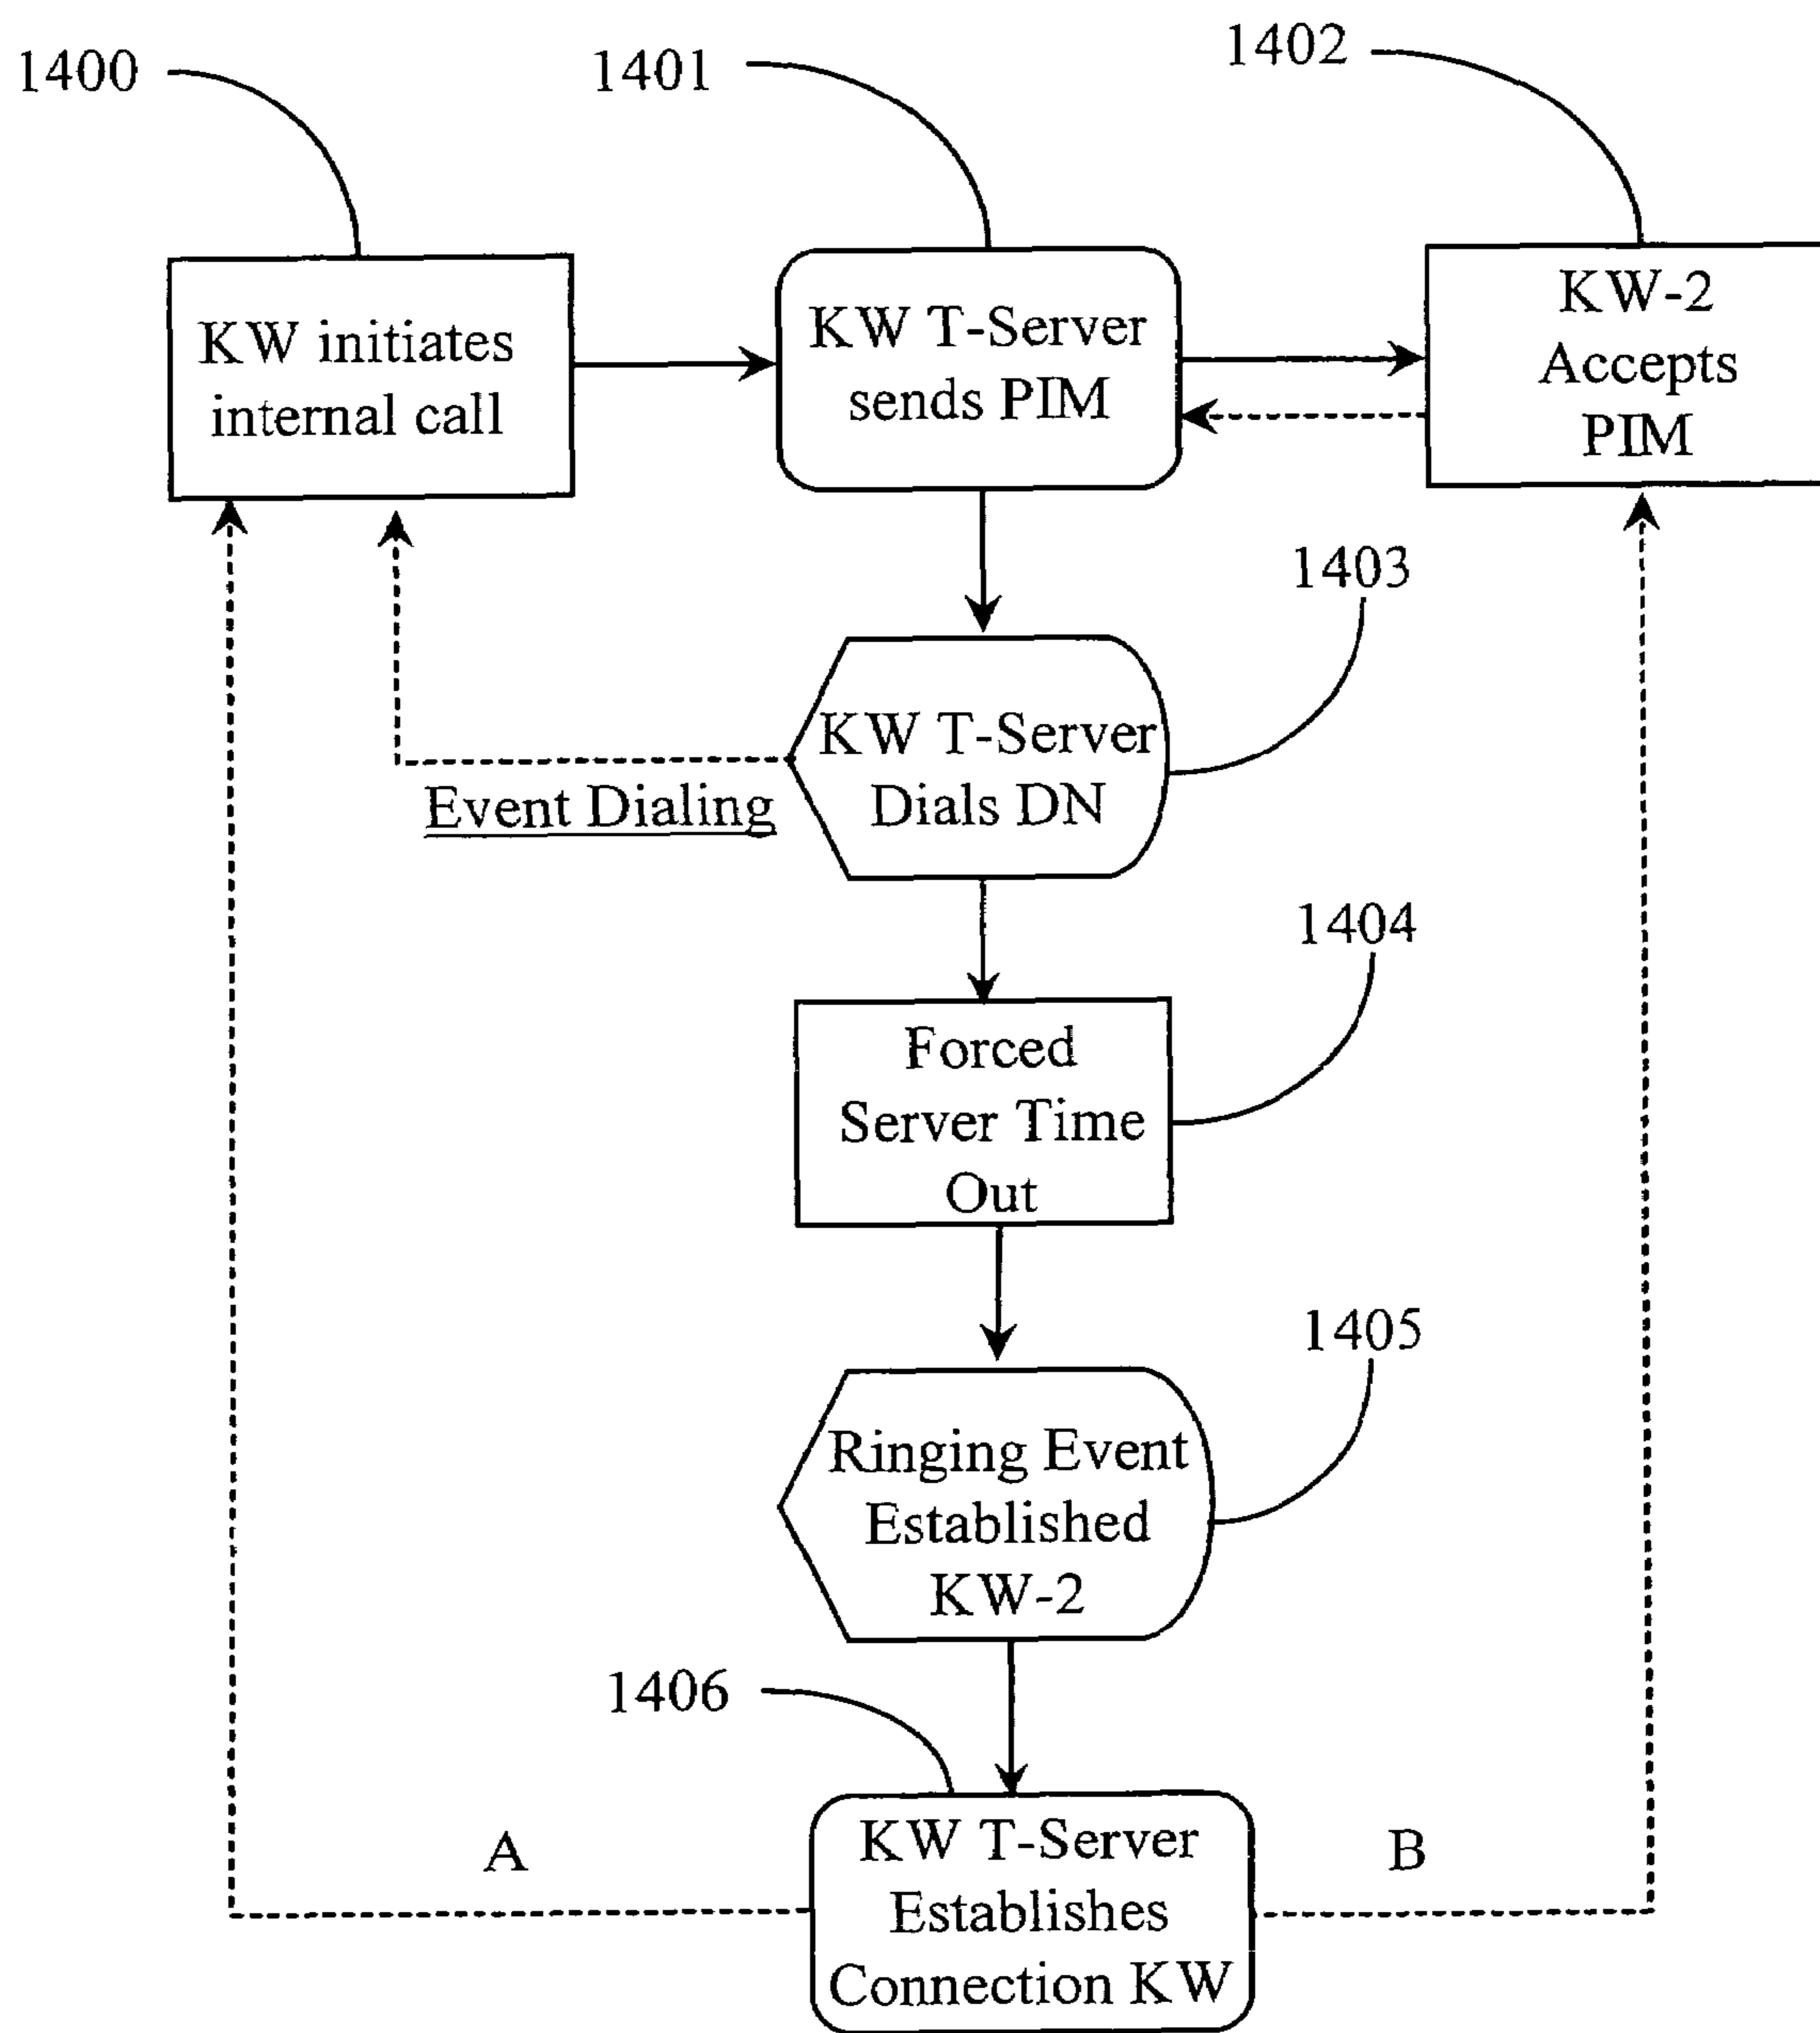 1400
1401
1402
KW initiates
internal call
KW T-Server
sends PIM
KW-2
Accepts
PIM
1403
KW T-Server
Dials DN
Event Dialing
1404
Forced
Server Time
Out
1405
Ringing Event
Established
KW-2
1406
KW T-Server
Establishes
Connection KW
A
B